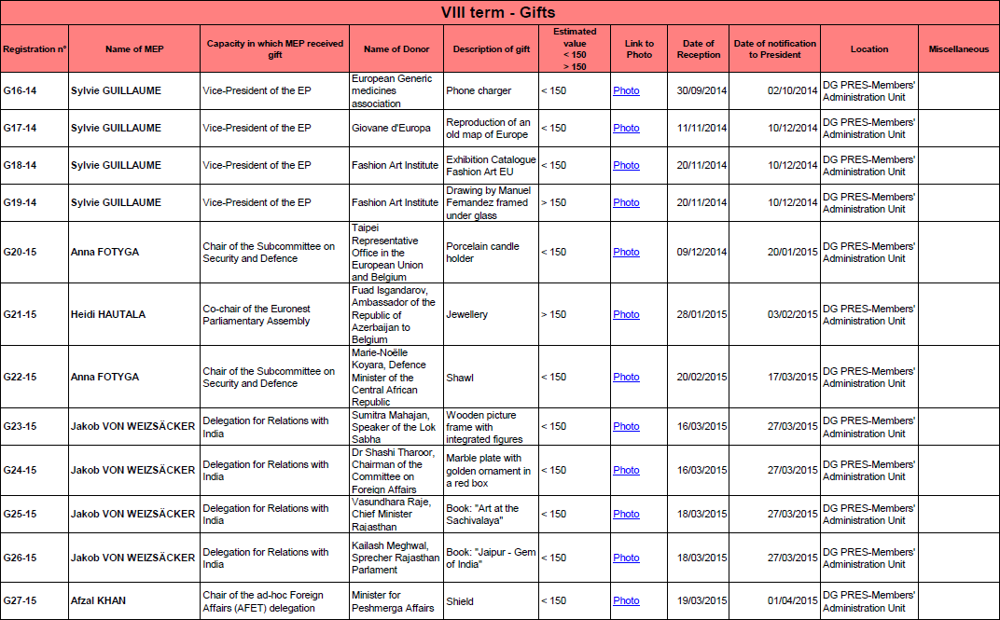 VIII term - Gifts
Registration n° Name of MEP Capacity in which MEP received gift Name of Donor Description of gift Estimated value < 150 > 150 Link to Photo Date of Reception Date of notification to President Location Miscellaneous
G16-14 Sylvie GUILLAUME Vice-President of the EP European Generic medicines association Phone charger < 150 Photo 30/09/2014 02/10/2014 DG PRES-Members' Administration Unit
G17-14 Sylvie GUILLAUME Vice-President of the EP Giovane d'Europa Reproduction of an old map of Europe < 150 Photo 11/11/2014 10/12/2014 DG PRES-Members' Administration Unit
G18-14 Sylvie GUILLAUME Vice-President of the EP Fashion Art Institute Exhibition Catalogue Fashion Art EU < 150 Photo 20/11/2014 10/12/2014 DG PRES-Members' Administration Unit
G19-14 Sylvie GUILLAUME Vice-President of the EP Fashion Art Institute Drawing by Manuel Fernandez framed under glass > 150 Photo 20/11/2014 10/12/2014 DG PRES-Members' Administration Unit
G20-15 Anna FOTYGA Chair of the Subcommittee on Security and Defence Taipei Representative Office in the European Union and Belgium Porcelain candle holder < 150 Photo 09/12/2014 20/01/2015 DG PRES-Members' Administration Unit
G21-15 Heidi HAUTALA Co-chair of the Euronest Parliamentary Assembly Fuad Isgandarov, Ambassador of the Republic of Azerbaijan to Belgium Jewellery > 150 Photo 28/01/2015 03/02/2015 DG PRES-Members' Administration Unit
G22-15 Anna FOTYGA Chair of the Subcommittee on Security and Defence Marie-Noëlle Koyara, Defence Minister of the Central African Republic Shawl < 150 Photo 20/02/2015 17/03/2015 DG PRES-Members' Administration Unit
G23-15 Jakob VON WEIZSÄCKER Delegation for Relations with India Sumitra Mahajan, Speaker of the Lok Sabha Wooden picture frame with integrated figures < 150 Photo 16/03/2015 27/03/2015 DG PRES-Members' Administration Unit
G24-15 Jakob VON WEIZSÄCKER Delegation for Relations with India Dr Shashi Tharoor, Chairman of the Committee on Foreign Affairs Marble plate with golden ornament in a red box < 150 Photo 16/03/2015 27/03/2015 DG PRES-Members' Administration Unit
G25-15 Jakob VON WEIZSÄCKER Delegation for Relations with India Vasundhara Raje, Chief Minister Rajasthan Book: "Art at the Sachivalaya" < 150 Photo 18/03/2015 27/03/2015 DG PRES-Members' Administration Unit
G26-15 Jakob VON WEIZSÄCKER Delegation for Relations with India Kailash Meghwal, Sprecher Rajasthan Parlament Book: "Jaipur - Gem of India" < 150 Photo 18/03/2015 27/03/2015 DG PRES-Members' Administration Unit
G27-15 Afzal KHAN Chair of the ad-hoc Foreign Affairs (AFET) delegation Minister for Peshmerga Affairs Shield < 150 Photo 19/03/2015 01/04/2015 DG PRES-Members' Administration Unit